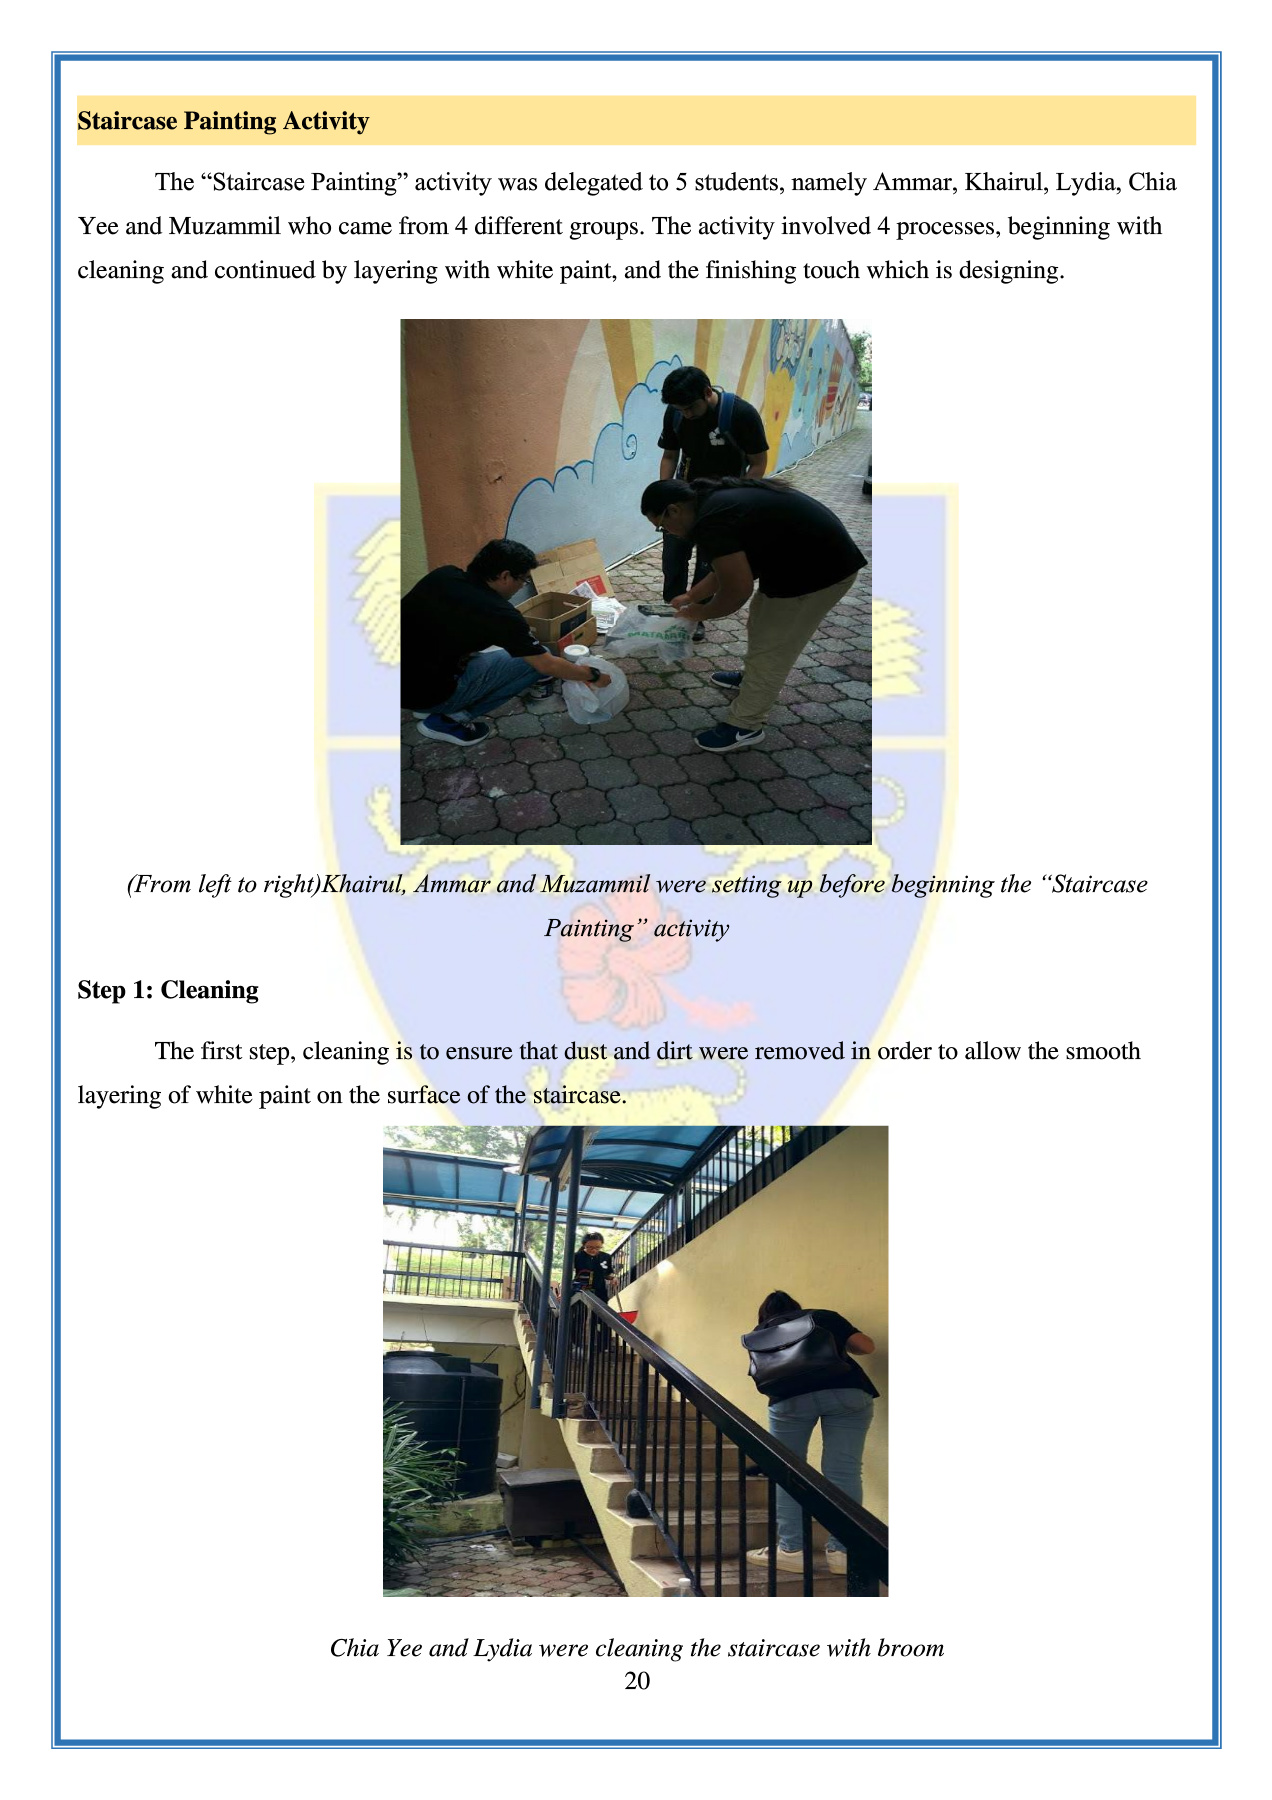 Staircase Painting Activity
The “Staircase Painting” activity was delegated to 5 students, namely Ammar, Khairul, Lydia, Chia
Yee and Muzammil who came from 4 different groups. The activity involved 4 processes, beginning with
cleaning and continued by layering with white paint, and the finishing touch which is designing.
MATAHARI
(From left to right)Khairul, Ammar and Muzammil were setting up before beginning the “Staircase
Painting” activity
Step 1: Cleaning
The first step, cleaning is to ensure that dust and dirt were removed in order to allow the smooth
layering of white paint on the surface of the staircase.
Chia Yee and Lydia were cleaning the staircase with broom
20